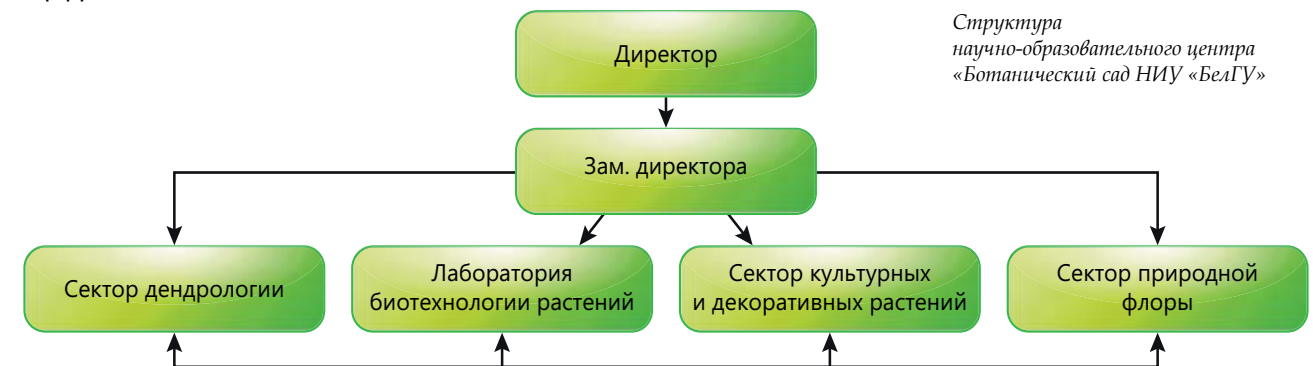 Структура
научно-образовательного центра
«Ботанический сад НИУ «БелГУ»
Директор
Зам. директора
Сектор дендрологии
Лаборатория
биотехнологии растений
Сектор культурных
и декоративных растений
Сектор природной
флоры